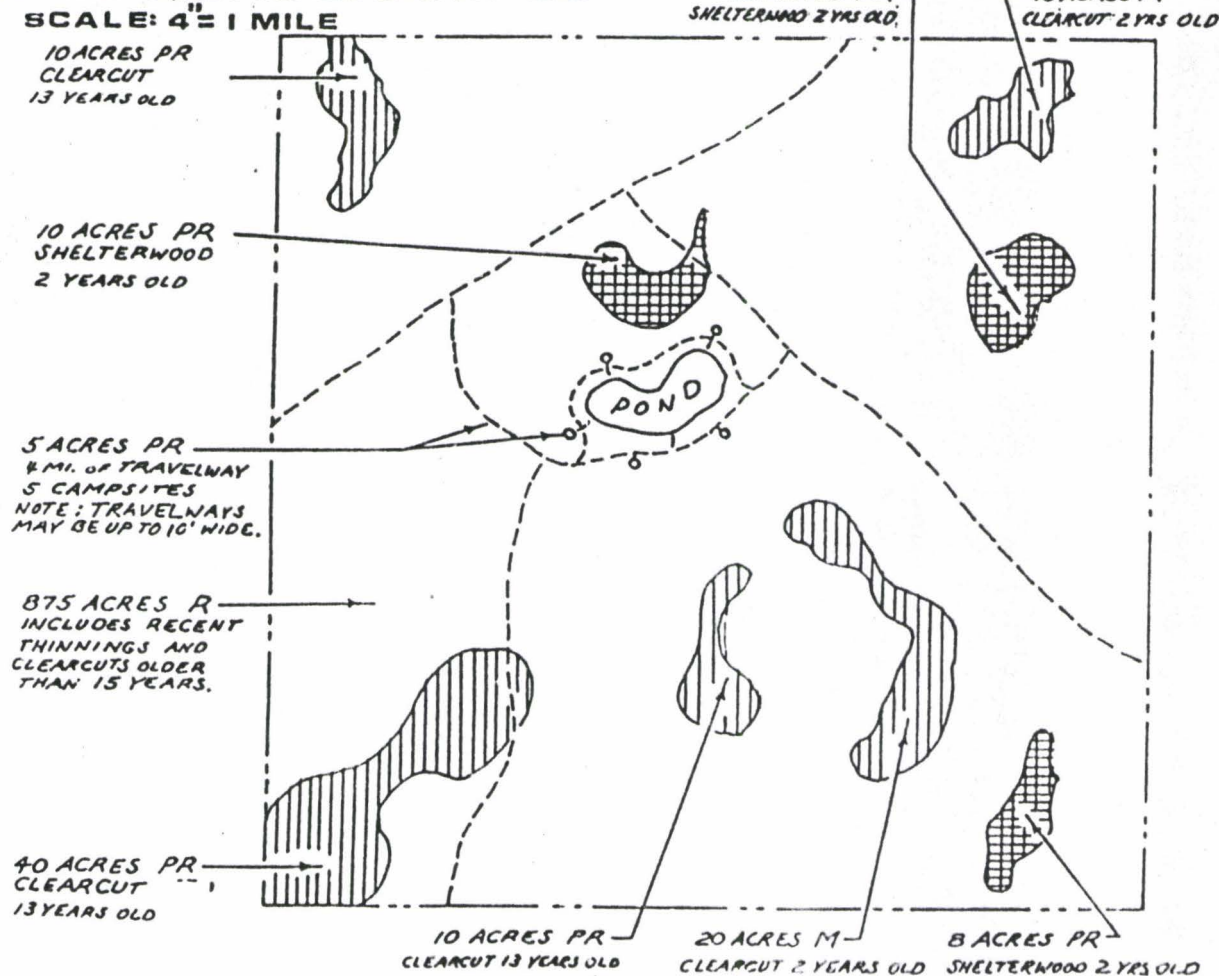 SCALE: 4"= 1 MILE
SHELTERWOOD 2 YRS OLD.
CLEARCUT 2 YRS OLD
10 ACRES PR
CLEARCUT
13 YEARS OLD
10 ACRES PR
SHELTERWOOD
2 YEARS OLD
POND
5 ACRES PR
4 MI. OF TRAVELWAY
5 CAMPSITES
NOTE: TRAVELWAYS
MAY BE UP TO 10' WIDE.
875 ACRES R
INCLUDES RECENT
THINNINGS AND
CLEARCUTS OLDER
THAN 15 YEARS.
40 ACRES PR
CLEARCUT
13 YEARS OLD
10 ACRES PR
CLEARCUT 13 YEARS OLD
20 ACRES M
CLEARCUT 2 YEARS OLD
8 ACRES PR
SHELTERWOOD 2 YRS OLD